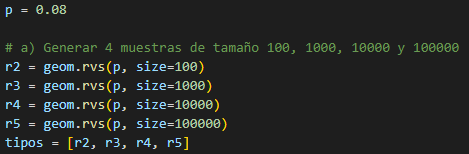 p = 0.08
# a) Generar 4 muestras de tamaño 100, 1000, 10000 y 100000
r2 = geom.rvs(p, size=100)
r3 = geom.rvs(p, size=1000)
r4 = geom.rvs(p, size=10000)
r5 = geom.rvs(p, size=100000)
tipos = [r2, r3, r4, r5]